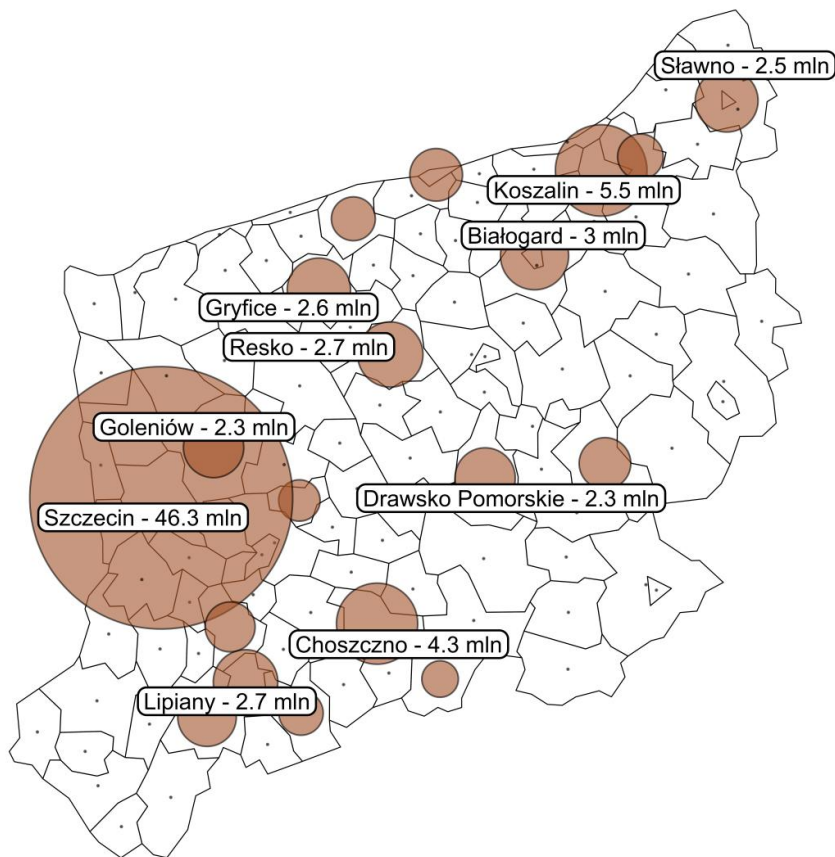 Sławno - 2.5 mln
Koszalin - 5.5 mln
Białogard - 3 mln
Gryfice - 2.6 mln
Resko - 2.7 mln
Goleniów - 2.3 mln
Drawsko Pomorskie - 2.3 mln
Szczecin - 46.3 mln
Choszczno - 4.3 mln
Lipiany - 2.7 mln